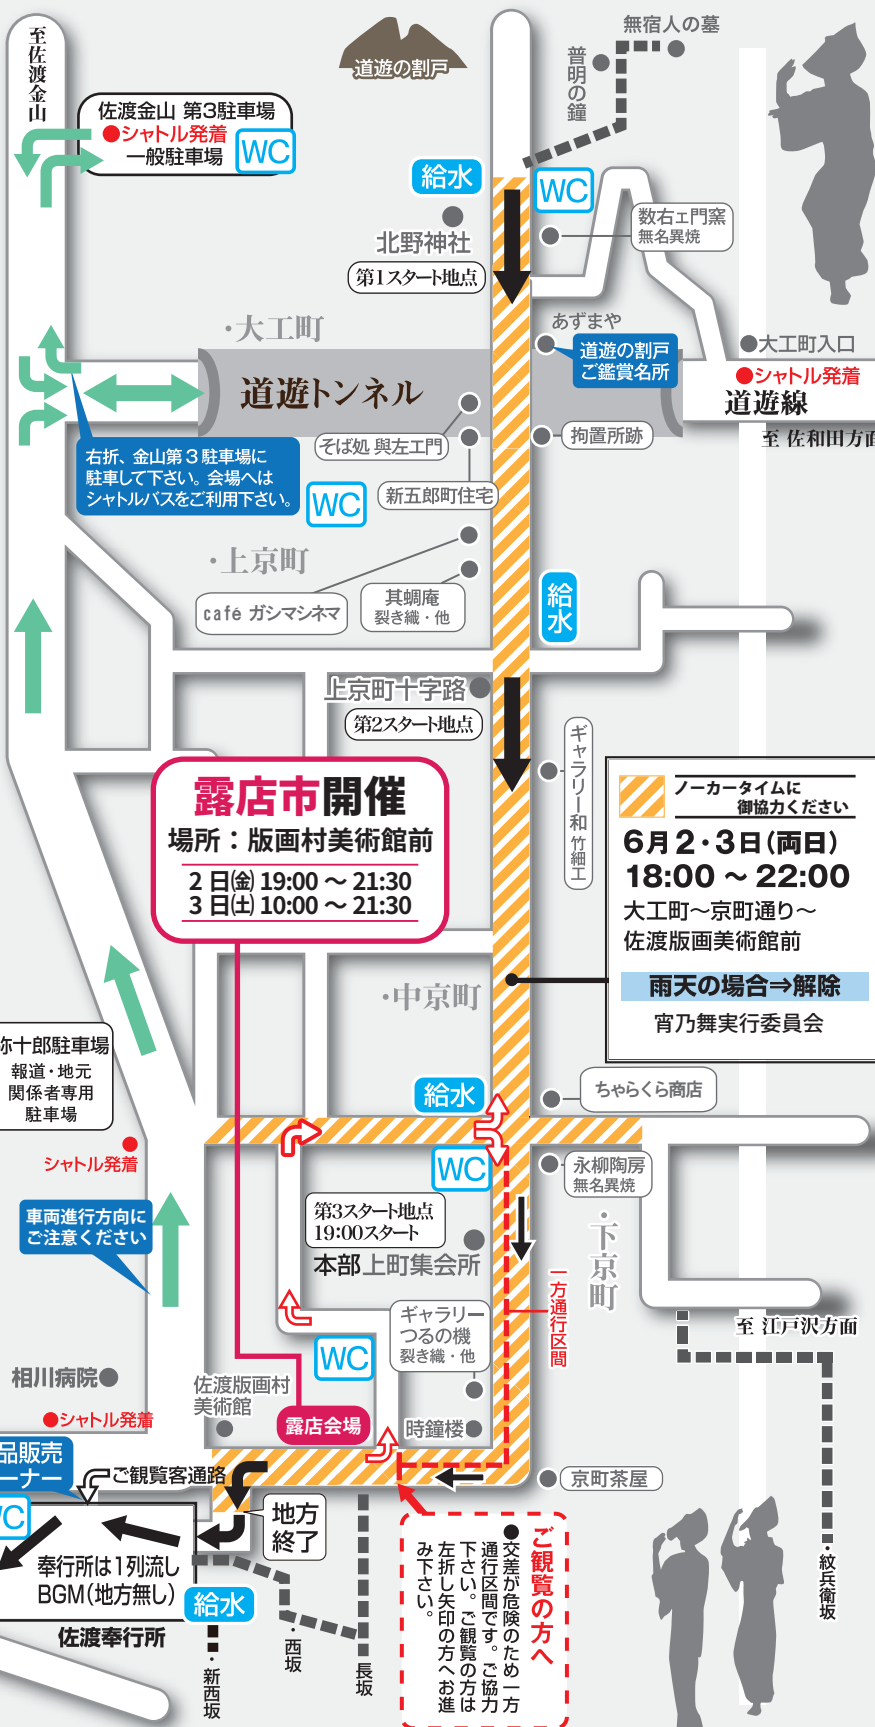 至佐渡金山
道遊の割戸
無宿人の墓
普明の鐘
佐渡金山 第3駐車場
●シャトル発着
一般駐車場
WC
給水
WC
北野神社
第1スタート地点
数右ェ門窯
無名異焼
・大工町
あずまや
道遊の割戸
ご鑑賞名所
大工町入口
●シャトル発着
道遊線
至 佐和田方面
道遊トンネル
そば処 與左エ門
拘置所跡
右折、金山第3駐車場に
駐車して下さい。会場へは
シャトルバスをご利用下さい。
WC
新五郎町住宅
・上京町
café ガシマシネマ
其蜩庵
裂き織・他
給水
上京町十字路
第2スタート地点
ギャラリー和 竹細工
露店市開催
場所：版画村美術館前
2 日㈮ 19:00 〜 21:30
3 日㈯ 10:00 〜 21:30
ノーカータイムに
御協力ください
6月2・3日(両日)
18:00 〜 22:00
大工町〜京町通り〜
佐渡版画美術館前
雨天の場合⇒解除
宵乃舞実行委員会
・中京町
弥十郎駐車場
報道・地元
関係者専用
駐車場
シャトル発着
給水
ちゃらくら商店
WC
永柳陶房
無名異焼
車両進行方向に
ご注意ください
第3スタート地点
19:00スタート
本部 上町集会所
・下京町
一方通行区間
ギャラリー
つるの機
裂き織・他
至 江戸沢方面
WC
相川病院
●シャトル発着
佐渡版画村
美術館
露店会場
時鐘楼
品販売
ーナー
ご観覧客通路
京町茶屋
WC
地方
終了
奉行所は1列流し
BGM(地方無し)
給水
佐渡奉行所
・新西坂
・西坂
長坂
ご観覧の方へ
●交差が危険のため一方
通行区間です。ご協力
下さい。ご観覧の方は
左折し矢印の方へお進
み下さい。
・紋兵衛坂